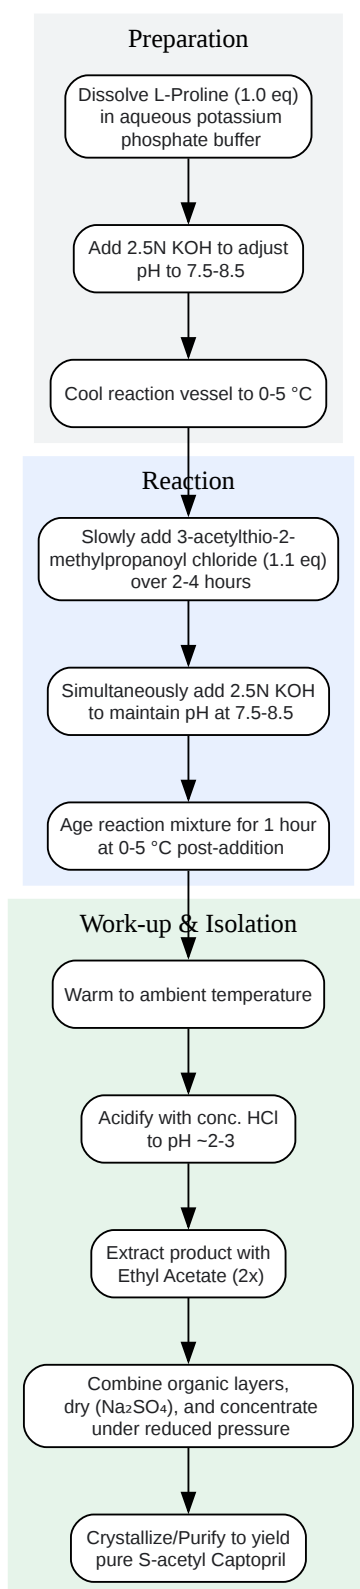 Preparation
Dissolve L-Proline (1.0 eq)
in aqueous potassium
phosphate buffer
Add 2.5N KOH to adjust
pH to 7.5-8.5
Cool reaction vessel to 0-5 °C
Reaction
Slowly add 3-acetylthio-2-
methylpropanoyl chloride (1.1 eq)
over 2-4 hours
Simultaneously add 2.5N KOH
to maintain pH at 7.5-8.5
Age reaction mixture for 1 hour
at 0-5 °C post-addition
Work-up & Isolation
Warm to ambient temperature
Acidify with conc. HCl
to pH ~2-3
Extract product with
Ethyl Acetate (2x)
Combine organic layers,
dry (Na₂SO₄), and concentrate
under reduced pressure
Crystallize/Purify to yield
pure S-acetyl Captopril